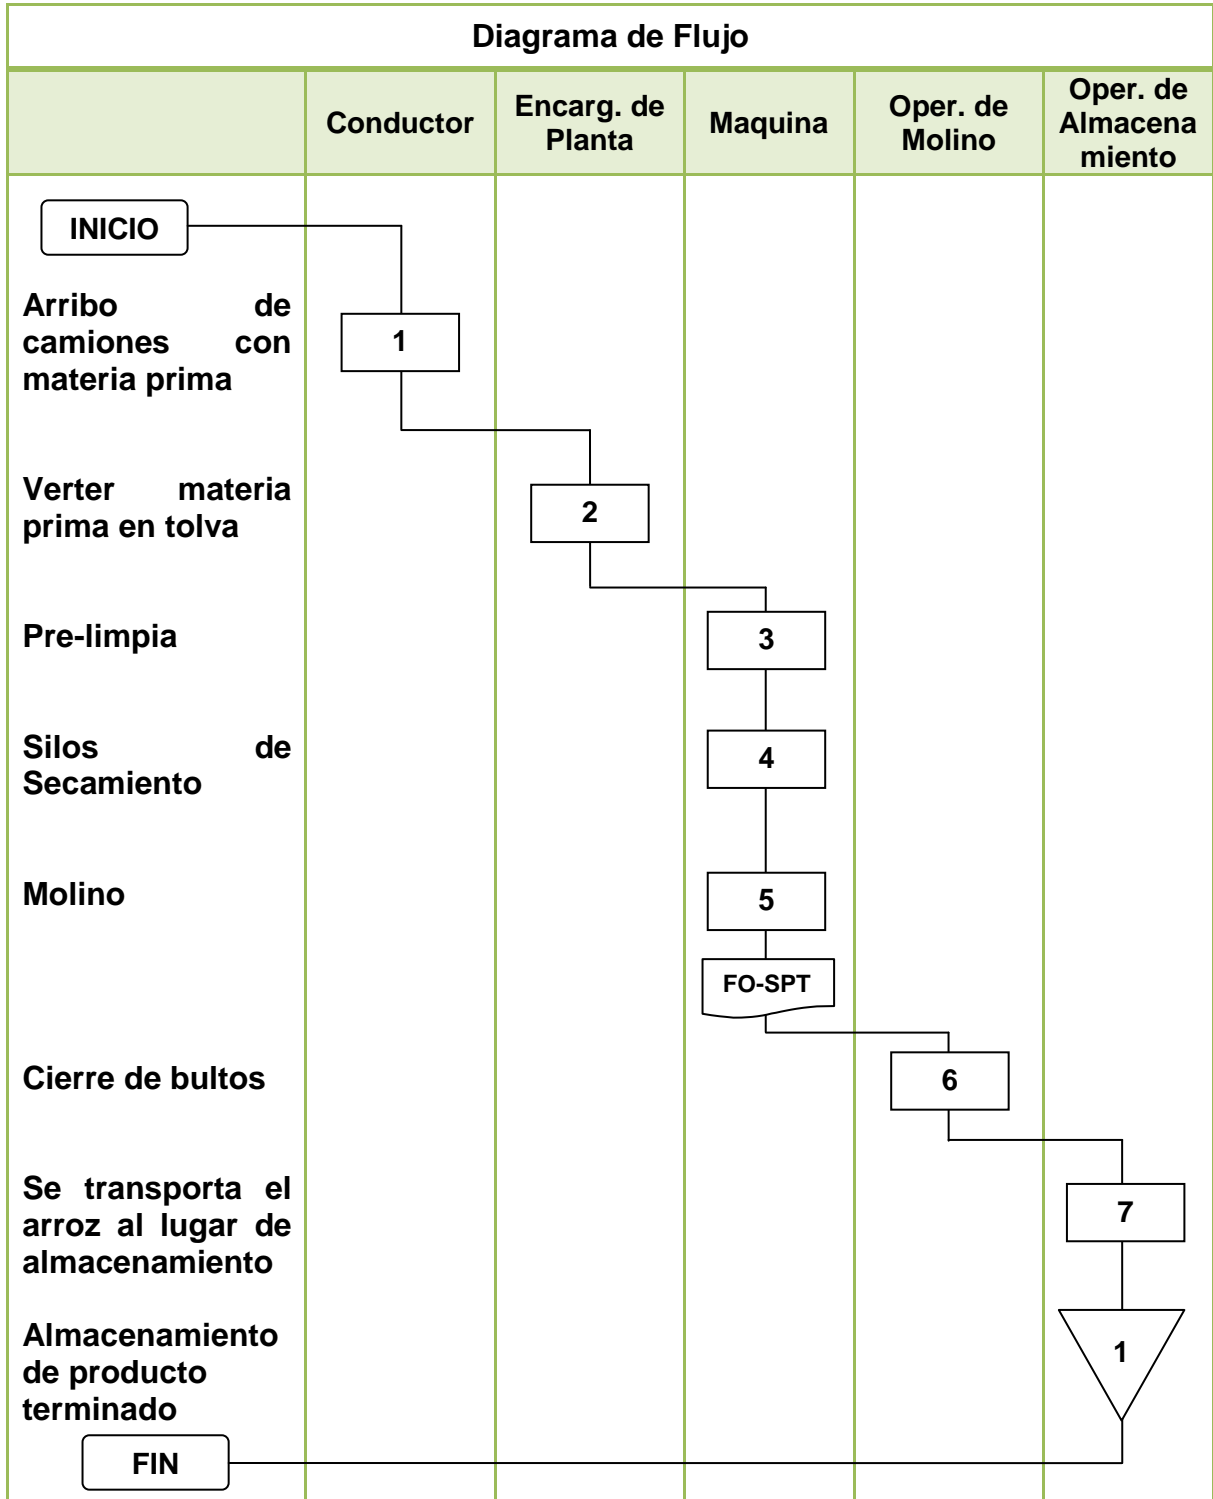 Diagrama de Flujo
Conductor
Encarg. de
Planta
Maquina
Oper. de
Molino
Oper. de
Almacena
miento
INICIO
Arribo de
camiones con
materia prima
1
Verter materia
prima en tolva
2
Pre-limpia
3
Silos de
Secamiento
4
Molino
5
FO-SPT
Cierre de bultos
6
Se transporta el
arroz al lugar de
almacenamiento
7
Almacenamiento
de producto
terminado
1
FIN